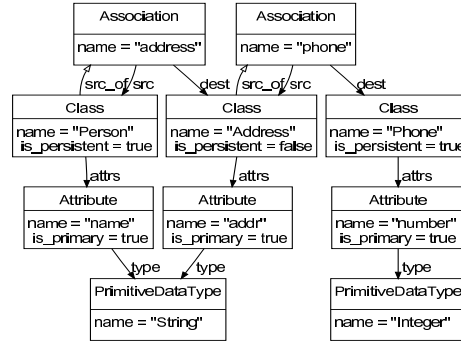 Association Association
name = "address" name = "phone"
src_of src dest src_of src dest
Class Class Class
name = "Person" name = "Address" name = "Phone"
is_persistent = true is_persistent = false is_persistent = true
attrs attrs attrs
Attribute Attribute Attribute
name = "name" name = "addr" name = "number"
is_primary = true is_primary = true is_primary = true
type type type
PrimitiveDataType PrimitiveDataType
name = "String" name = "Integer"